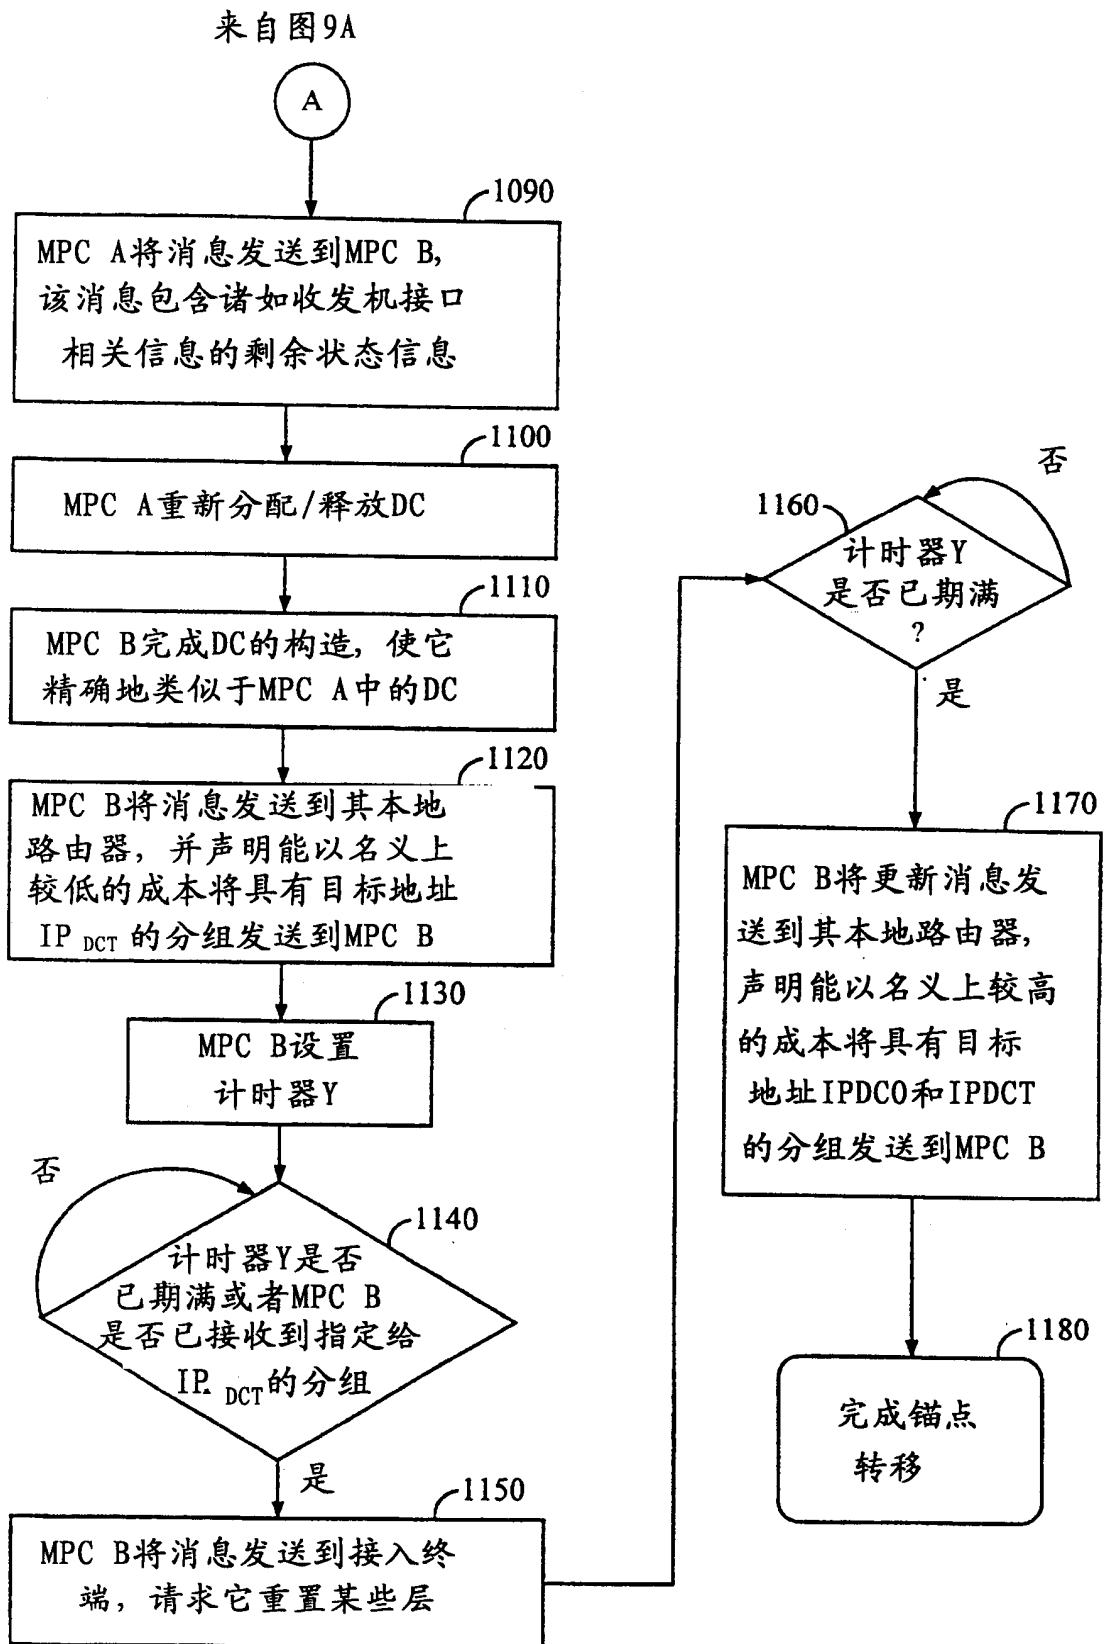 来自图9A
A
1090
MPC A将消息发送到MPC B,
该消息包含诸如收发机接口
相关信息的剩余状态信息
1100
MPC A重新分配/释放DC
1110
MPC B完成DC的构造, 使它
精确地类似于MPC A中的DC
1120
MPC B将消息发送到其本地
路由器, 并声明能以名义上
较低的成本将具有目标地址
IP DCT 的分组发送到MPC B
1130
MPC B设置
计时器Y
否
1140
计时器Y是否
已期满或者MPC B
是否已接收到指定给
IP DCT 的分组
是
1150
MPC B将消息发送到接入终
端, 请求它重置某些层
否
1160
计时器Y
是否已期满
?
是
1170
MPC B将更新消息发
送到其本地路由器,
声明能以名义上较高
的成本将具有目标
地址IPDCO和IPDCT
的分组发送到MPC B
1180
完成锚点
转移